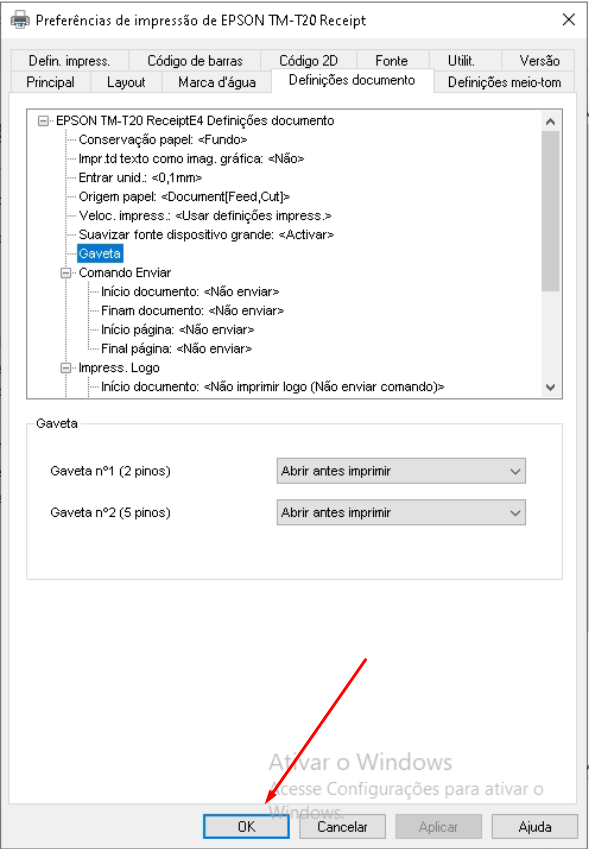 Preferências de impressão de EPSON TM-T20 Receipt
Defin. impress. Código de barras Código 2D Fonte Utilit. Versão
Principal Layout Marca d'água Definições documento Definições meio-tom
EPSON TM-T20 ReceiptE4 Definições documento
Conservação papel: <Fundo>
Impr.td texto como imag. gráfica: <Não>
Entrar unid.: <0,1mm>
Origem papel: <Document[Feed,Cut]>
Veloc. impress.: <Usar definições impress.>
Suavizar fonte dispositivo grande: <Activar>
Gaveta
Comando Enviar
Início documento: <Não enviar>
Finam documento: <Não enviar>
Início página: <Não enviar>
Final página: <Não enviar>
Impress. Logo
Início documento: <Não imprimir logo (Não enviar comando)>
Gaveta
Gaveta nº1 (2 pinos) Abrir antes imprimir
Gaveta nº2 (5 pinos) Abrir antes imprimir
Ativar o Windows
Acesse Configurações para ativar o
Windows.
OK Cancelar Aplicar Ajuda